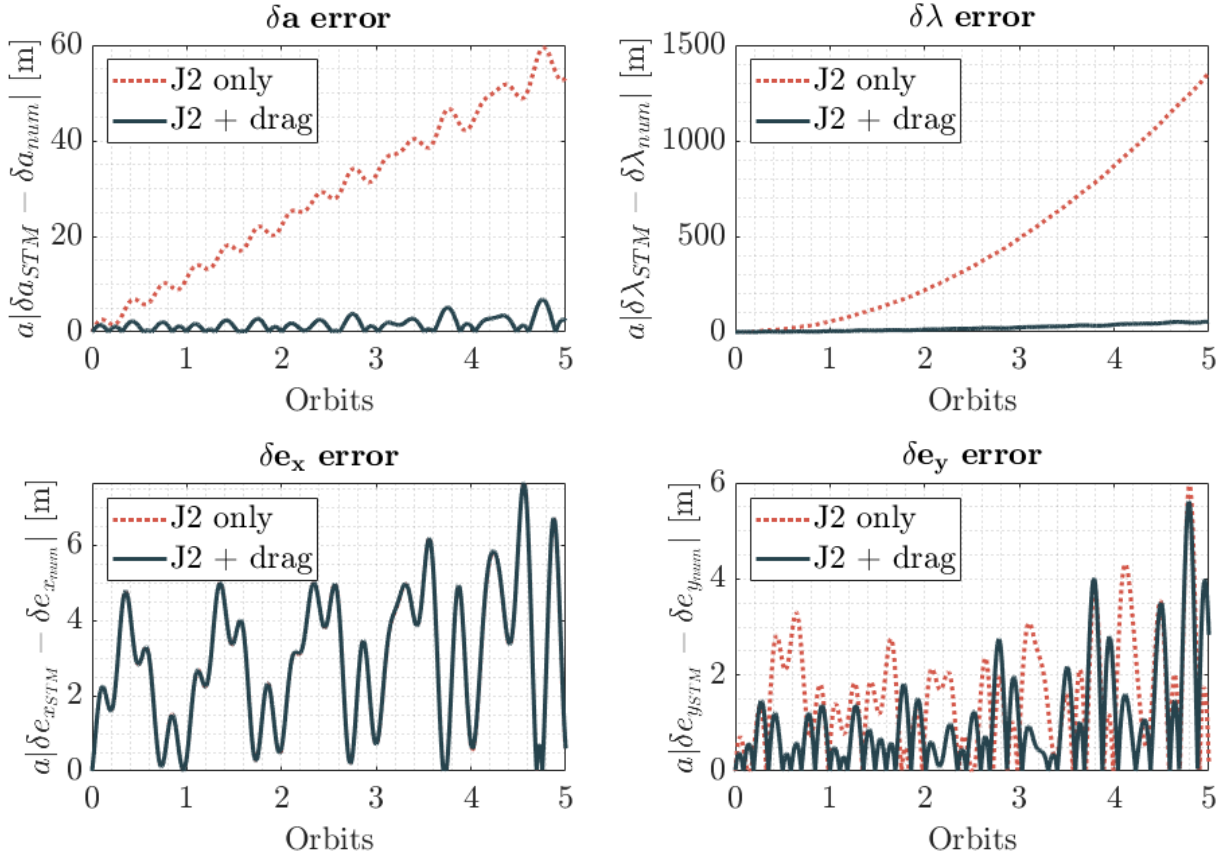 δa error
a|δa_STM − δa_num| [m]
60
40
20
0
J2 only
J2 + drag
0 1 2 3 4 5
Orbits
δλ error
a|δλ_STM − δλ_num| [m]
1500
1000
500
0
J2 only
J2 + drag
0 1 2 3 4 5
Orbits
δe_x error
a|δe_x_STM − δe_x_num| [m]
6
4
2
0
J2 only
J2 + drag
0 1 2 3 4 5
Orbits
δe_y error
a|δe_y_STM − δe_y_num| [m]
6
4
2
0
J2 only
J2 + drag
0 1 2 3 4 5
Orbits